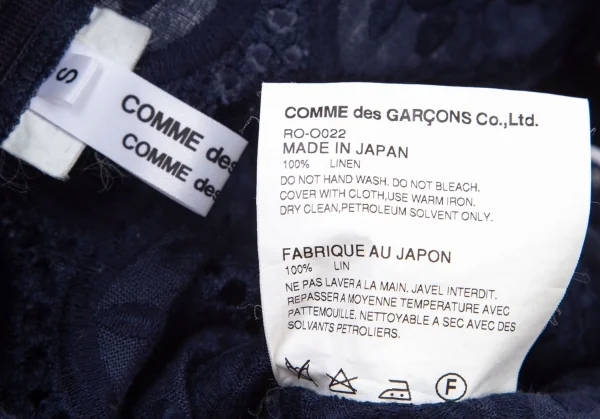 S
COMME des
COMME des
COMME des GARÇONS Co.,Ltd.
RO-O022
MADE IN JAPAN
100% LINEN
DO NOT HAND WASH. DO NOT BLEACH.
COVER WITH CLOTH,USE WARM IRON.
DRY CLEAN,PETROLEUM SOLVENT ONLY.
FABRIQUE AU JAPON
100% LIN
NE PAS LAVER A LA MAIN. JAVEL INTERDIT.
REPASSER A MOYENNE TEMPERATURE AVEC
PATTEMOUILLE. NETTOYABLE A SEC AVEC DES
SOLVANTS PETROLIERS.
F